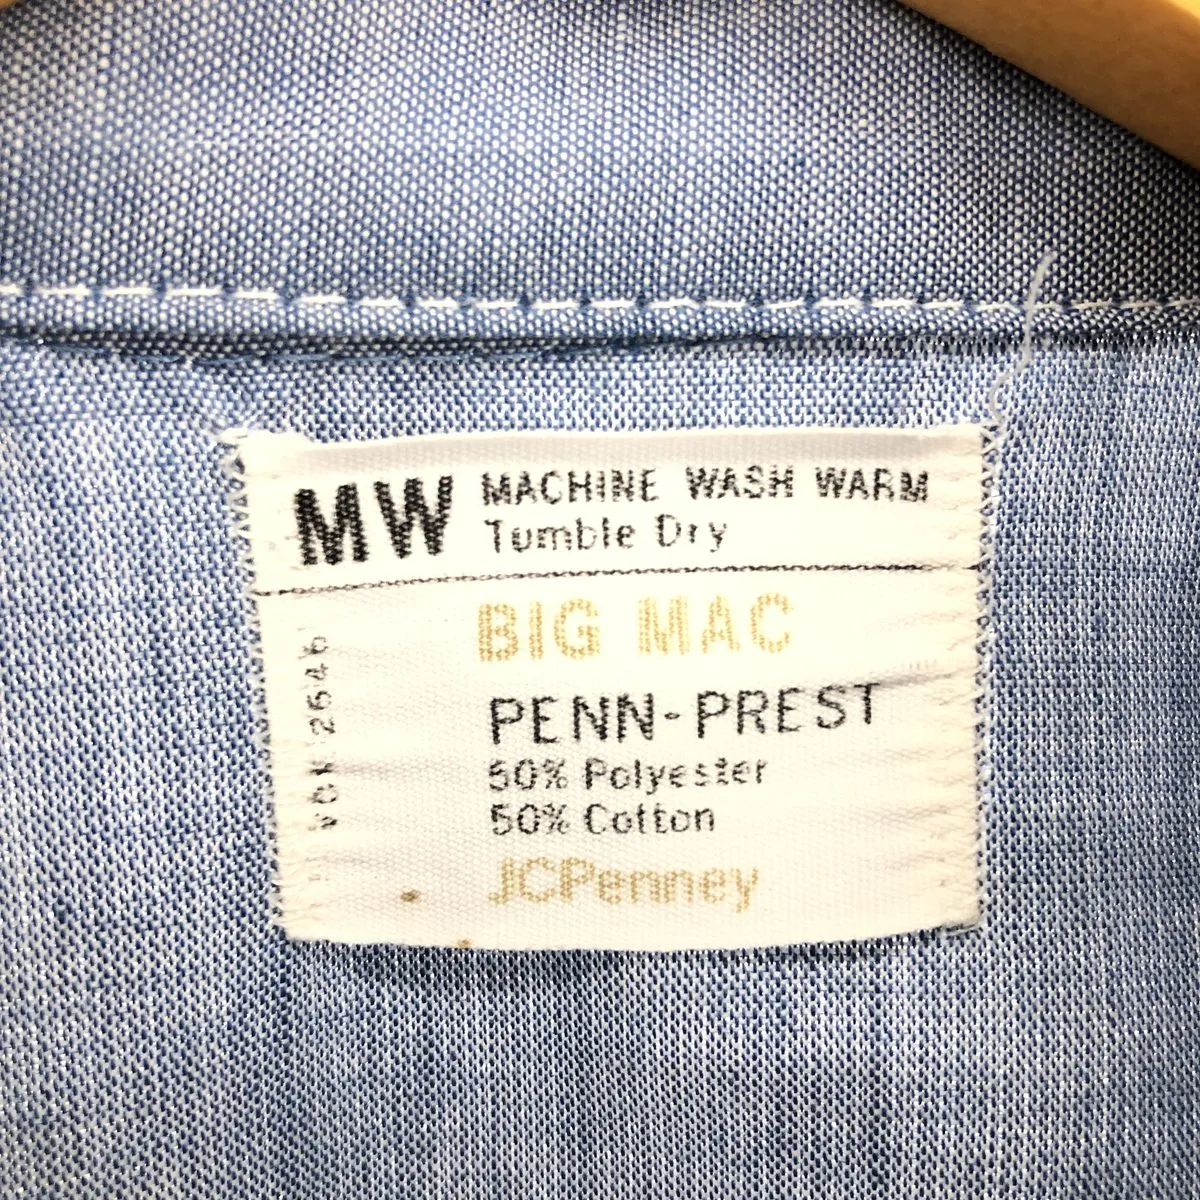 MW MACHINE WASH WARM
Tumble Dry
BIG MAC
PENN-PREST
50% Polyester
50% Cotton
JCPenney